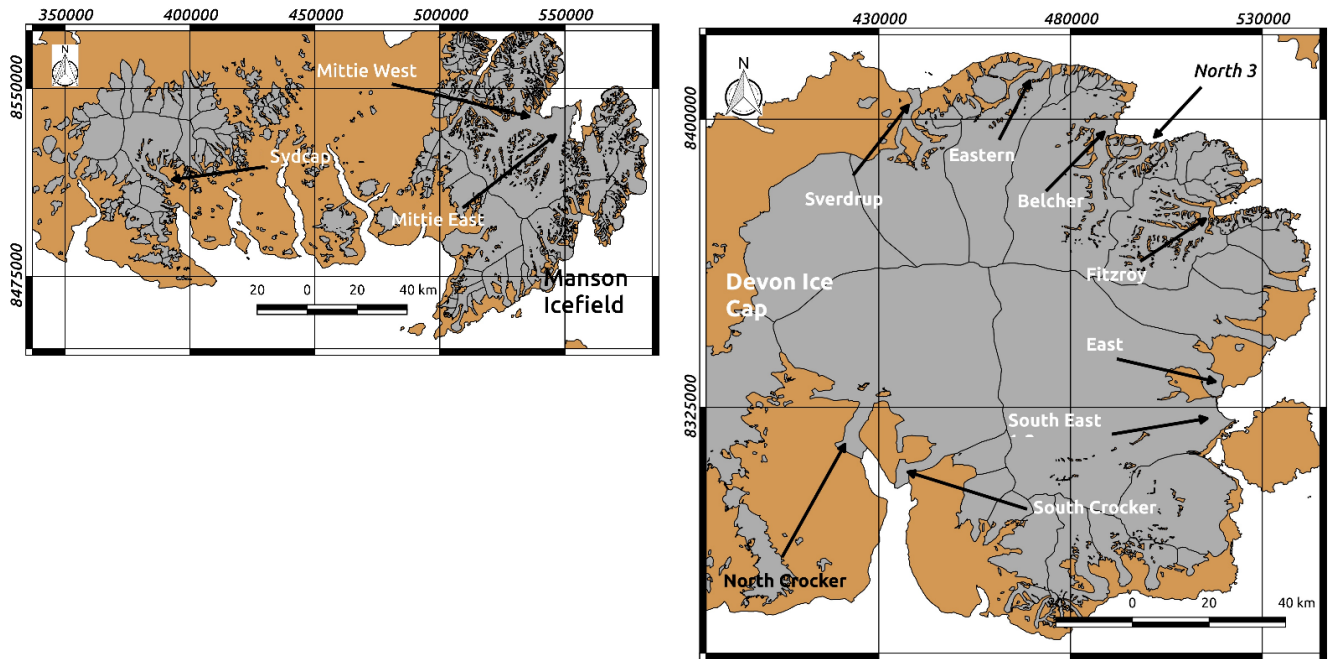 350000 400000 450000 500000 550000
8550000
8475000
N
Mittie West
Sydcap
Mittie East
Manson
Icefield
20 0 20 40 km
430000 480000 530000
8400000
8325000
N
North 3
Eastern
Sverdrup
Belcher
Fitzroy
Devon Ice
Cap
East
South East
South Crocker
North Crocker
0 20 40 km